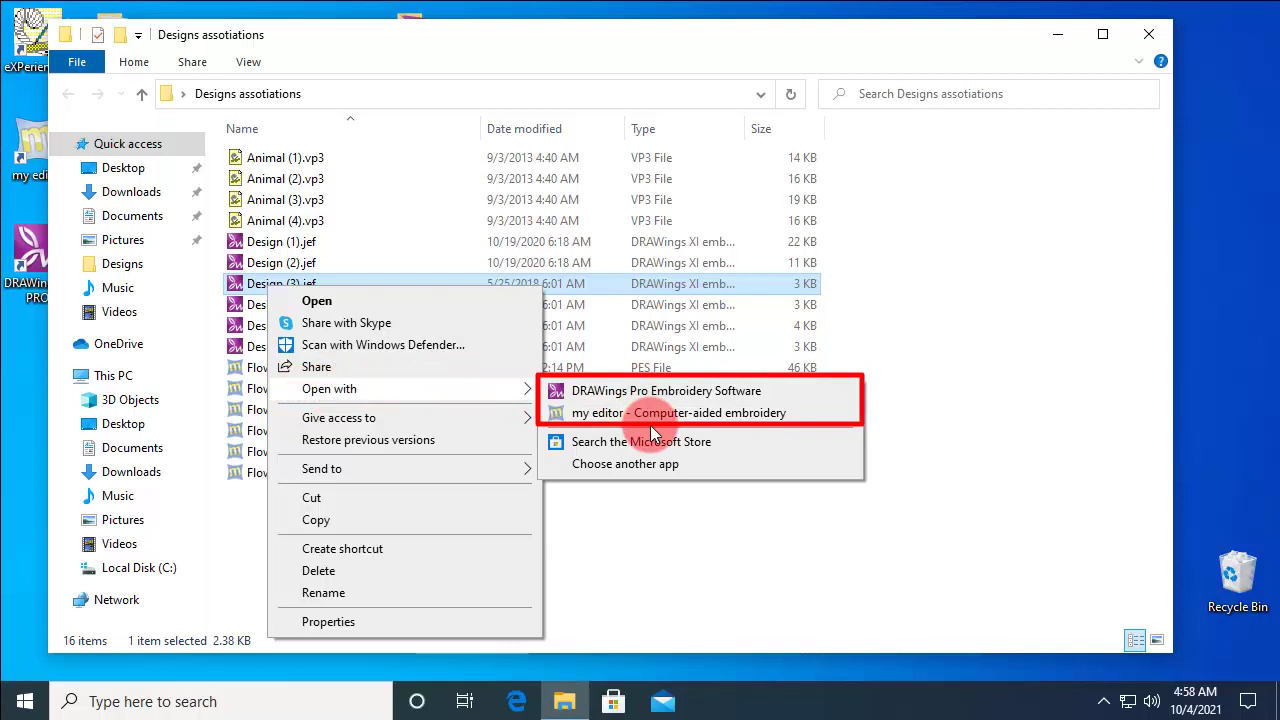 Designs assotiations
File Home Share View
Designs assotiations
Search Designs assotiations
Name Date modified Type Size
Quick access
Desktop
Downloads
Documents
Pictures
Designs
Music
Videos
OneDrive
This PC
3D Objects
Desktop
Documents
Downloads
Music
Pictures
Videos
Local Disk (C:)
Network
Animal (1).vp3 9/3/2013 4:40 AM VP3 File 14 KB
Animal (2).vp3 9/3/2013 4:40 AM VP3 File 16 KB
Animal (3).vp3 9/3/2013 4:40 AM VP3 File 19 KB
Animal (4).vp3 9/3/2013 4:40 AM VP3 File 16 KB
Design (1).jef 10/19/2020 6:18 AM DRAWings XI emb... 22 KB
Design (2).jef 10/19/2020 6:18 AM DRAWings XI emb... 11 KB
Design (3).jef 5/25/2018 6:01 AM DRAWings XI emb... 3 KB
Des 6:01 AM DRAWings XI emb... 3 KB
Des 6:01 AM DRAWings XI emb... 4 KB
Des 6:01 AM DRAWings XI emb... 3 KB
Flow 2:14 PM PES File 46 KB
Flow
Flow
Flow
Flow
Flow
Open
Share with Skype
Scan with Windows Defender...
Share
Open with
Give access to
Restore previous versions
Send to
Cut
Copy
Create shortcut
Delete
Rename
Properties
DRAWings Pro Embroidery Software
my editor - Computer-aided embroidery
Search the Microsoft Store
Choose another app
16 items 1 item selected 2.38 KB
eXPerien
my edi
DRAWings
PRO
Recycle Bin
Type here to search
4:58 AM
10/4/2021